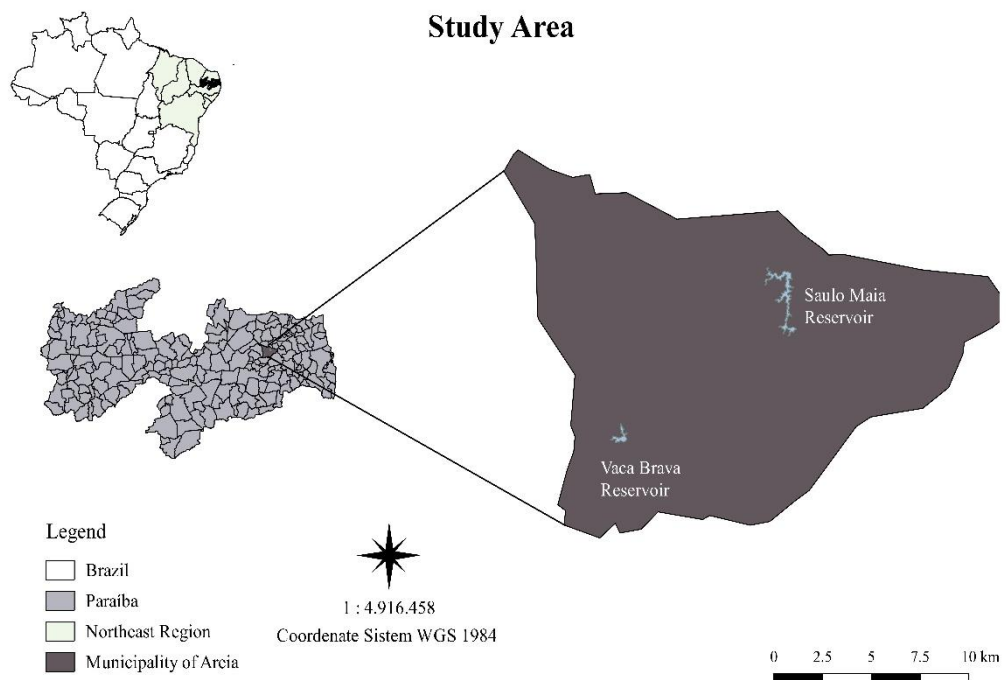 Study Area
Saulo Maia
Reservoir
Vaca Brava
Reservoir
Legend
Brazil
Paraíba
Northeast Region
Municipality of Arcia
1 : 4.916.458
Coordenate Sistem WGS 1984
0 2.5 5 7.5 10 km